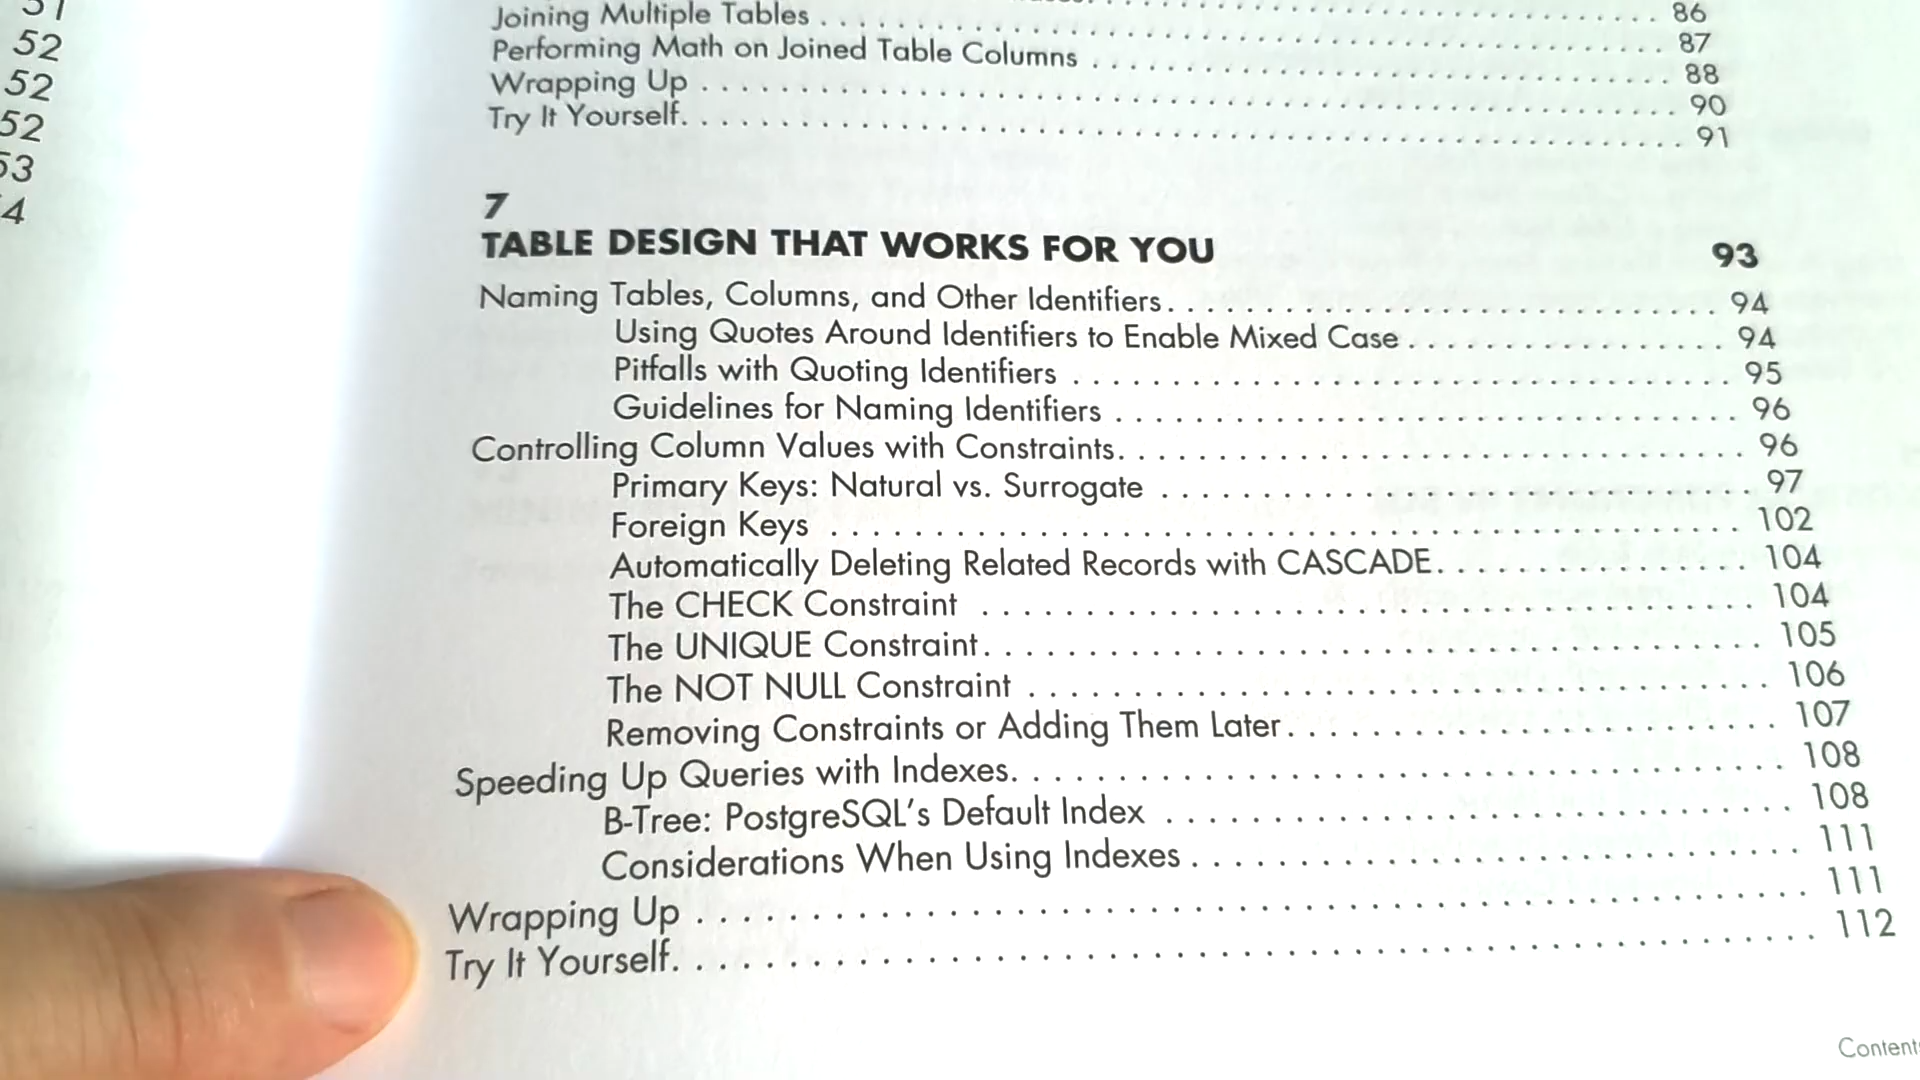 52
52
52
53
4
Joining Multiple Tables . . . . . . . . . . 86
Performing Math on Joined Table Columns . . . . . . . . . . 87
Wrapping Up . . . . . . . . . . 88
Try It Yourself. . . . . . . . . . . 90
91
7
TABLE DESIGN THAT WORKS FOR YOU 93
Naming Tables, Columns, and Other Identifiers. . . . . . . . . . . 94
Using Quotes Around Identifiers to Enable Mixed Case . . . . . . . . . . 94
Pitfalls with Quoting Identifiers . . . . . . . . . . 95
Guidelines for Naming Identifiers . . . . . . . . . . 96
Controlling Column Values with Constraints. . . . . . . . . . . 96
Primary Keys: Natural vs. Surrogate . . . . . . . . . . 97
Foreign Keys . . . . . . . . . . 102
Automatically Deleting Related Records with CASCADE. . . . . . . . . . . 104
The CHECK Constraint . . . . . . . . . . 104
The UNIQUE Constraint. . . . . . . . . . . 105
The NOT NULL Constraint . . . . . . . . . . 106
Removing Constraints or Adding Them Later. . . . . . . . . . . 107
Speeding Up Queries with Indexes. . . . . . . . . . . 108
B-Tree: PostgreSQL's Default Index . . . . . . . . . . 108
Considerations When Using Indexes . . . . . . . . . . 111
Wrapping Up . . . . . . . . . . 111
Try It Yourself. . . . . . . . . . . 112
Content